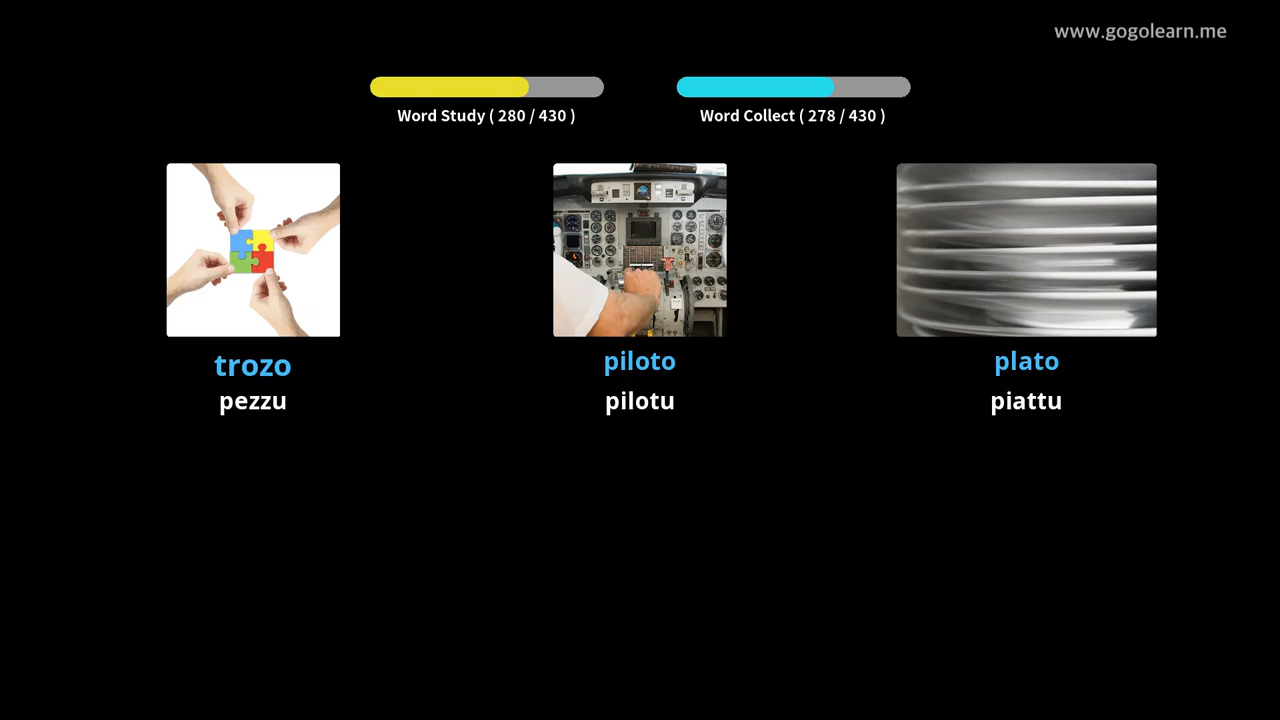 www.gogolearn.me
Word Study ( 280 / 430 )
Word Collect ( 278 / 430 )
trozo
pezzu
piloto
pilotu
plato
piattu